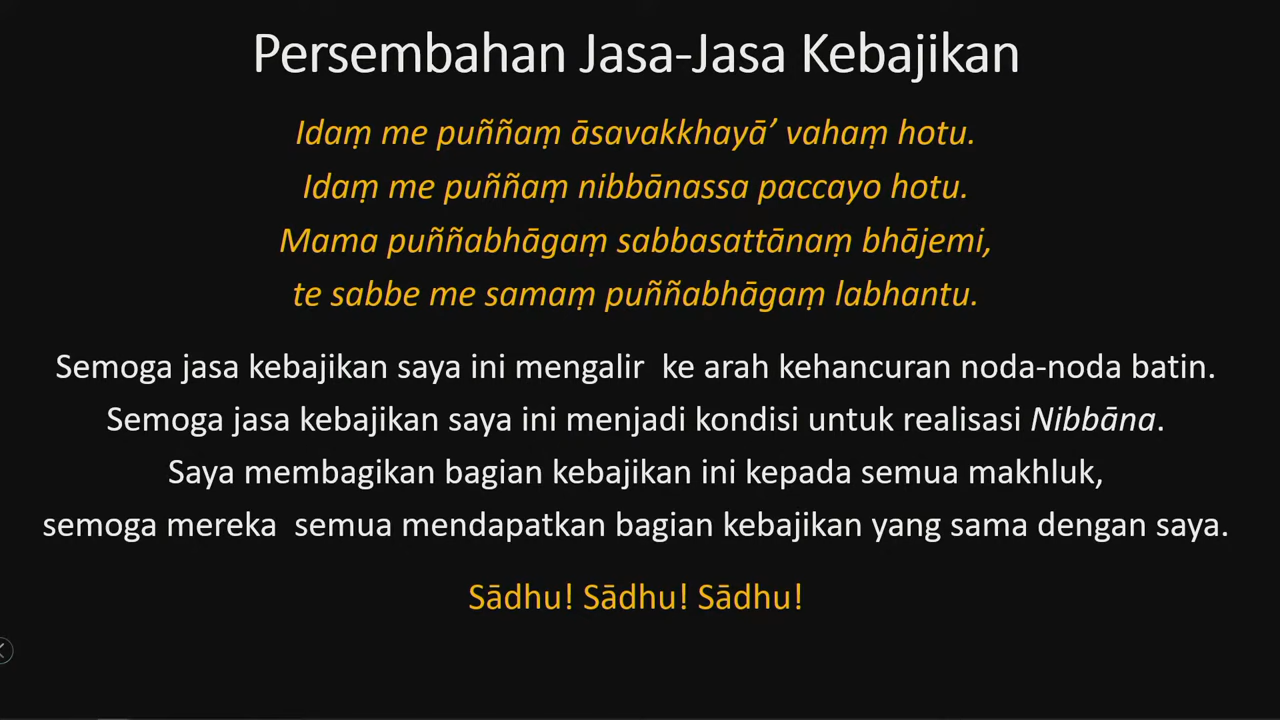 Persembahan Jasa-Jasa Kebajikan
Idaṃ me puññaṃ āsavakkhayā’ vahaṃ hotu.
Idaṃ me puññaṃ nibbānassa paccayo hotu.
Mama puññabhāgaṃ sabbasattānaṃ bhājemi,
te sabbe me samaṃ puññabhāgaṃ labhantu.
Semoga jasa kebajikan saya ini mengalir ke arah kehancuran noda-noda batin.
Semoga jasa kebajikan saya ini menjadi kondisi untuk realisasi Nibbāna.
Saya membagikan bagian kebajikan ini kepada semua makhluk,
semoga mereka semua mendapatkan bagian kebajikan yang sama dengan saya.
Sādhu! Sādhu! Sādhu!